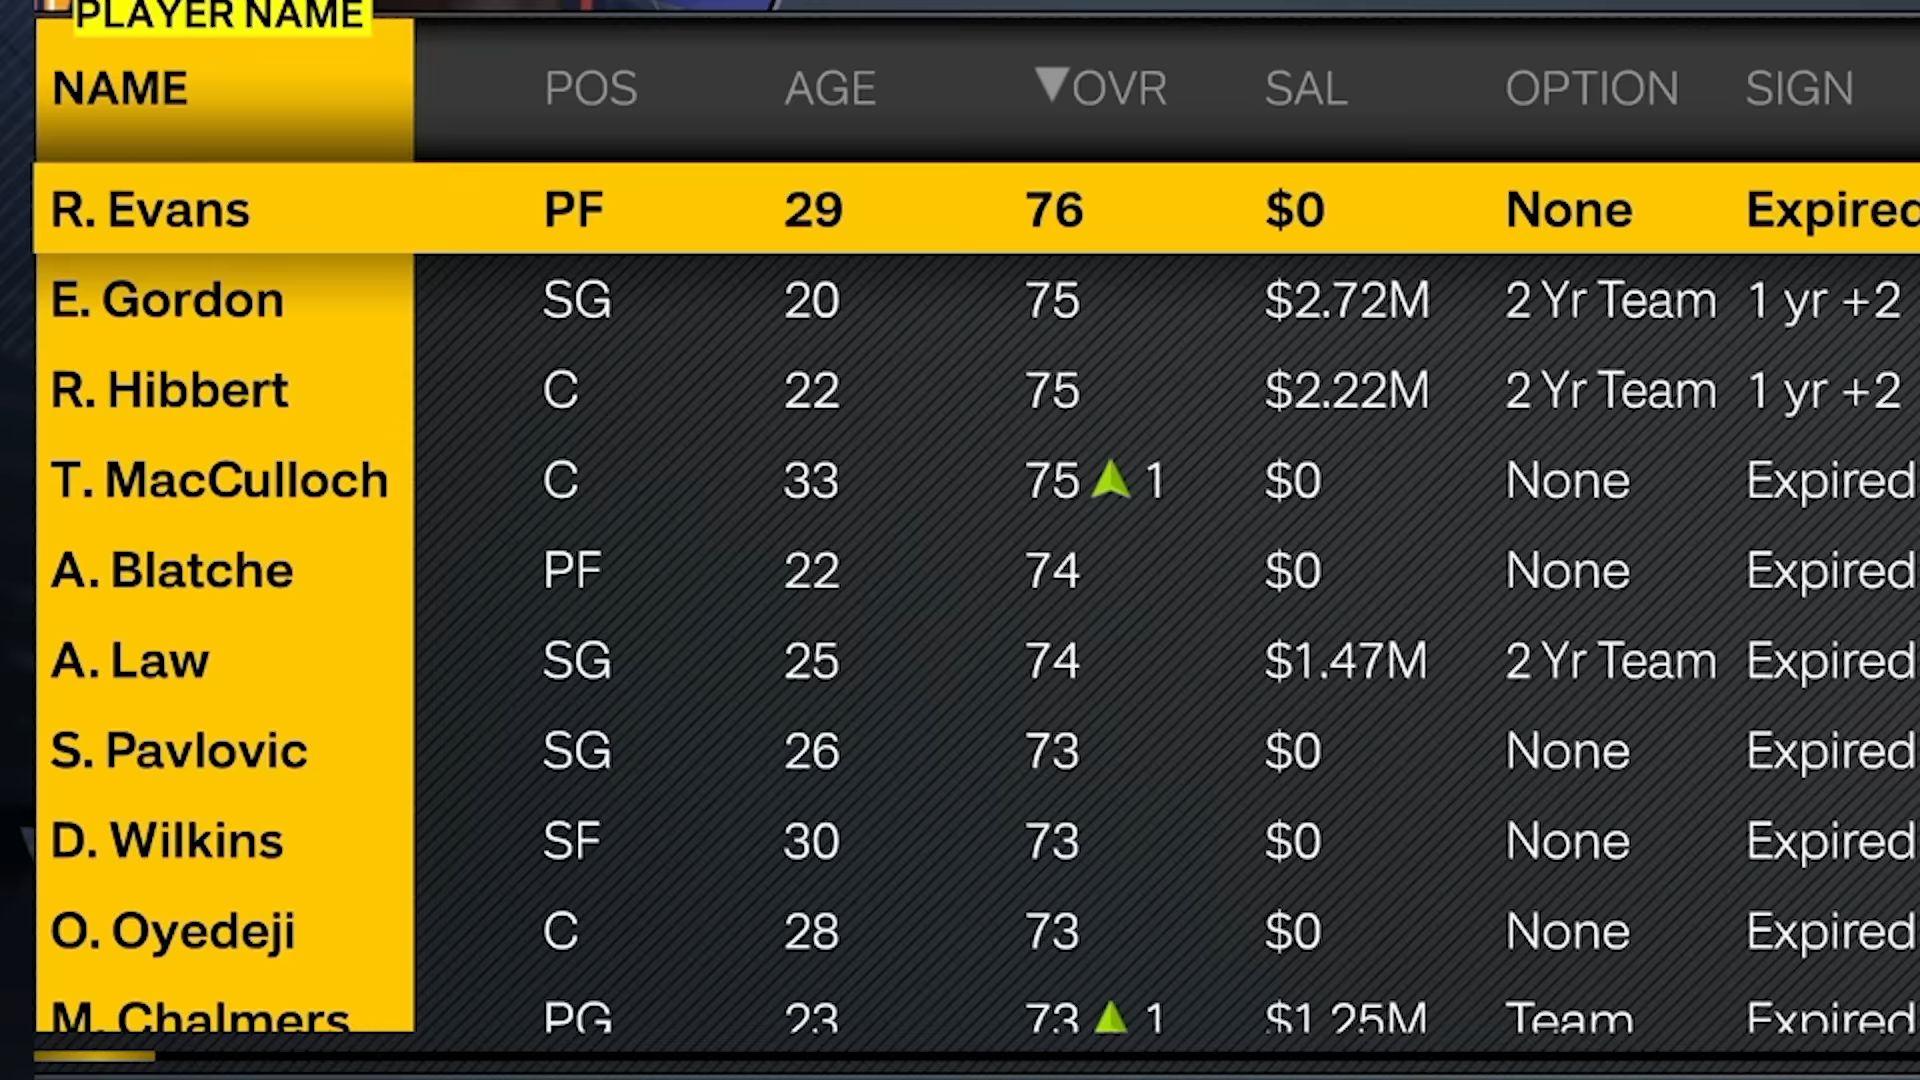 PLAYER NAME
NAME POS AGE ▼OVR SAL OPTION SIGN
R. Evans PF 29 76 $0 None Expired
E. Gordon SG 20 75 $2.72M 2 Yr Team 1 yr +2
R. Hibbert C 22 75 $2.22M 2 Yr Team 1 yr +2
T. MacCulloch C 33 75 ▲ 1 $0 None Expired
A. Blatche PF 22 74 $0 None Expired
A. Law SG 25 74 $1.47M 2 Yr Team Expired
S. Pavlovic SG 26 73 $0 None Expired
D. Wilkins SF 30 73 $0 None Expired
O. Oyedeji C 28 73 $0 None Expired
M. Chalmers PG 23 73 ▲ 1 $1.25M Team Expired